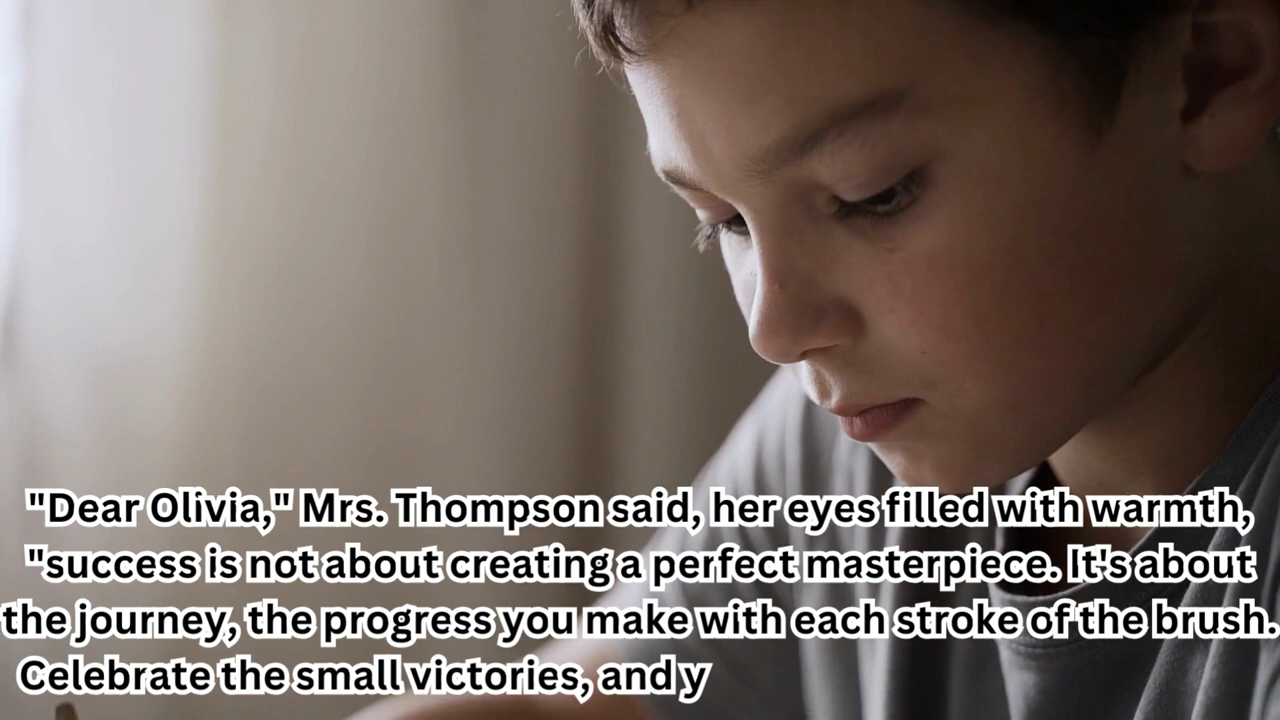 "Dear Olivia," Mrs. Thompson said, her eyes filled with warmth,
"success is not about creating a perfect masterpiece. It's about
the journey, the progress you make with each stroke of the brush.
Celebrate the small victories, and y